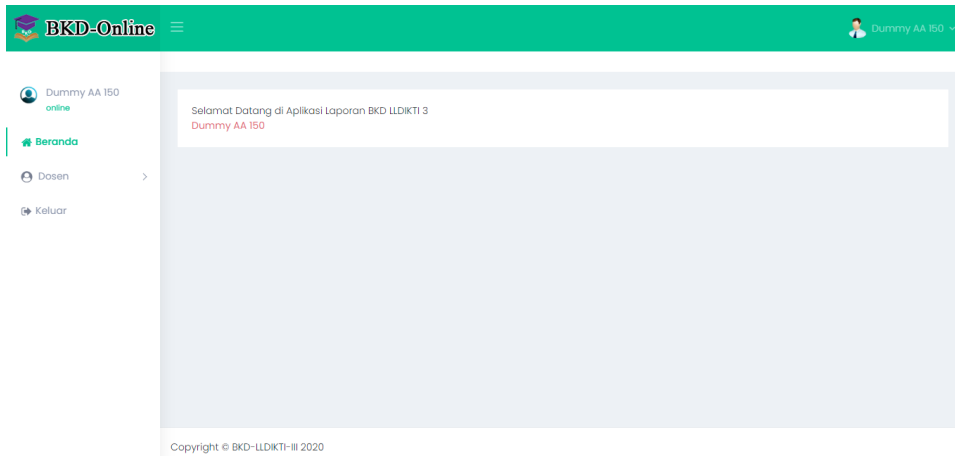 BKD-Online
Dummy AA 150
Dummy AA 150
online
Beranda
Dosen
Keluar
Selamat Datang di Aplikasi Laporan BKD LLDIKTI 3
Dummy AA 150
Copyright © BKD-LLDIKTI-III 2020